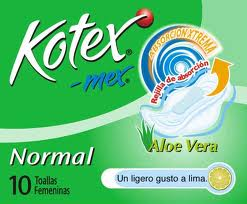 Kotex®
-mex®
ABSORCIÓN XTREMA
Rejilla de absorción
Aloe Vera
Normal
10 Toallas
Femeninas
Un ligero gusto a lima.